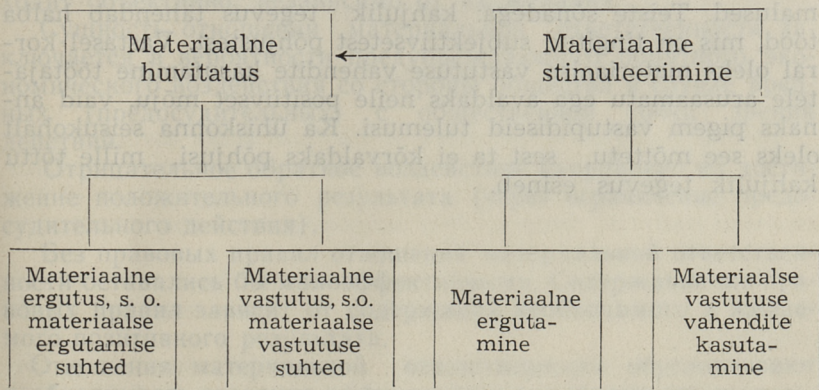 Materiaalne
huvitatus
Materiaalne
stimuleerimine
Materiaalne
ergutus, s. o.
materiaalse
ergutamise
suhted
Materiaalne
vastutus, s.o.
materiaalse
vastutuse
suhted
Materiaalne
erguta-
mine
Materiaalse
vastutuse
vahendite
kasuta-
mine